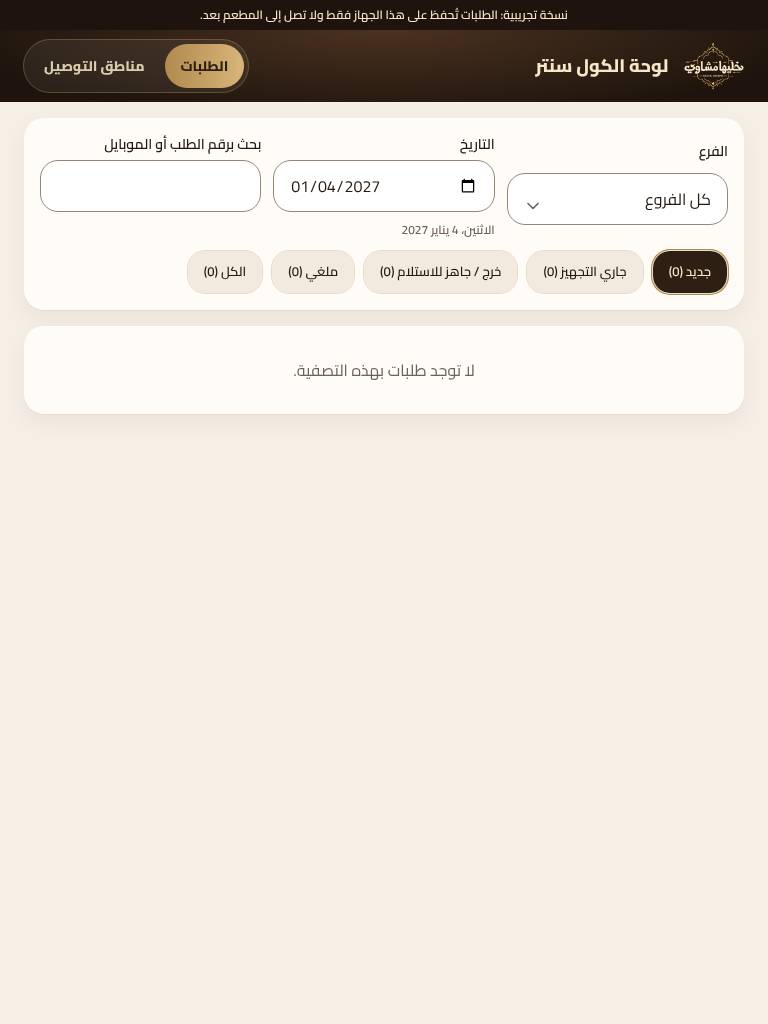 نسخة تجريبية: الطلبات تُحفظ على هذا الجهاز فقط ولا تصل إلى المطعم بعد.
خليها مشاوي
لوحة الكول سنتر
الطلبات
مناطق التوصيل
الفرع
كل الفروع
التاريخ
01/04/2027
الاثنين، 4 يناير 2027
بحث برقم الطلب أو الموبايل
جديد (0)
جاري التجهيز (0)
خرج / جاهز للاستلام (0)
ملغي (0)
الكل (0)
لا توجد طلبات بهذه التصفية.